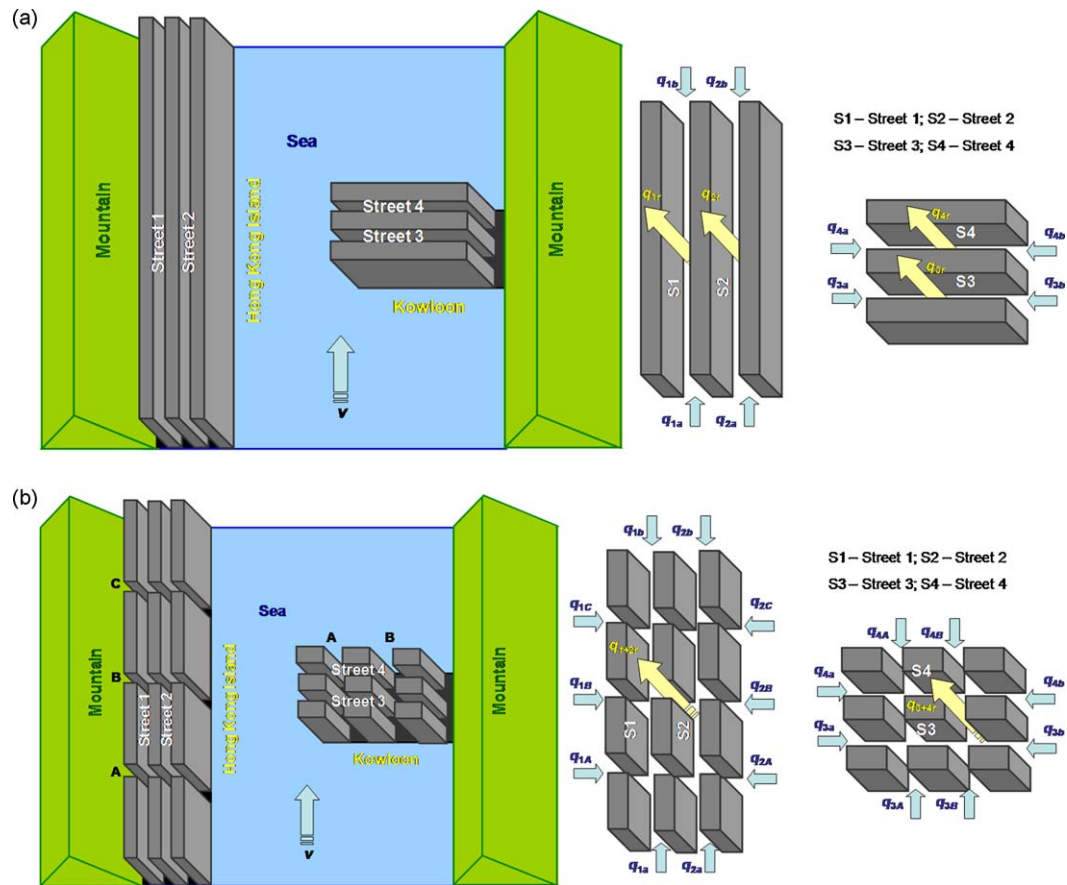 (a)
Mountain
Street 1
Street 2
Hong Kong Island
Sea
Street 4
Street 3
Kowloon
v
Mountain
q1b
q2b
q1r
q2r
S1
S2
q1a
q2a
S1 – Street 1; S2 – Street 2
S3 – Street 3; S4 – Street 4
q4r
S4
q4a
q4b
q3r
q3a
q3b
S3
(b)
Mountain
C
B
A
Street 1
Street 2
Hong Kong Island
Sea
A
B
Street 4
Street 3
Kowloon
v
Mountain
q1b
q2b
q1C
q2C
q1+2r
q1B
q2B
S1
S2
q1A
q2A
q1a
q2a
S1 – Street 1; S2 – Street 2
S3 – Street 3; S4 – Street 4
q4A
q4B
S4
q4a
q4b
q3+4r
S3
q3a
q3b
q3A
q3B